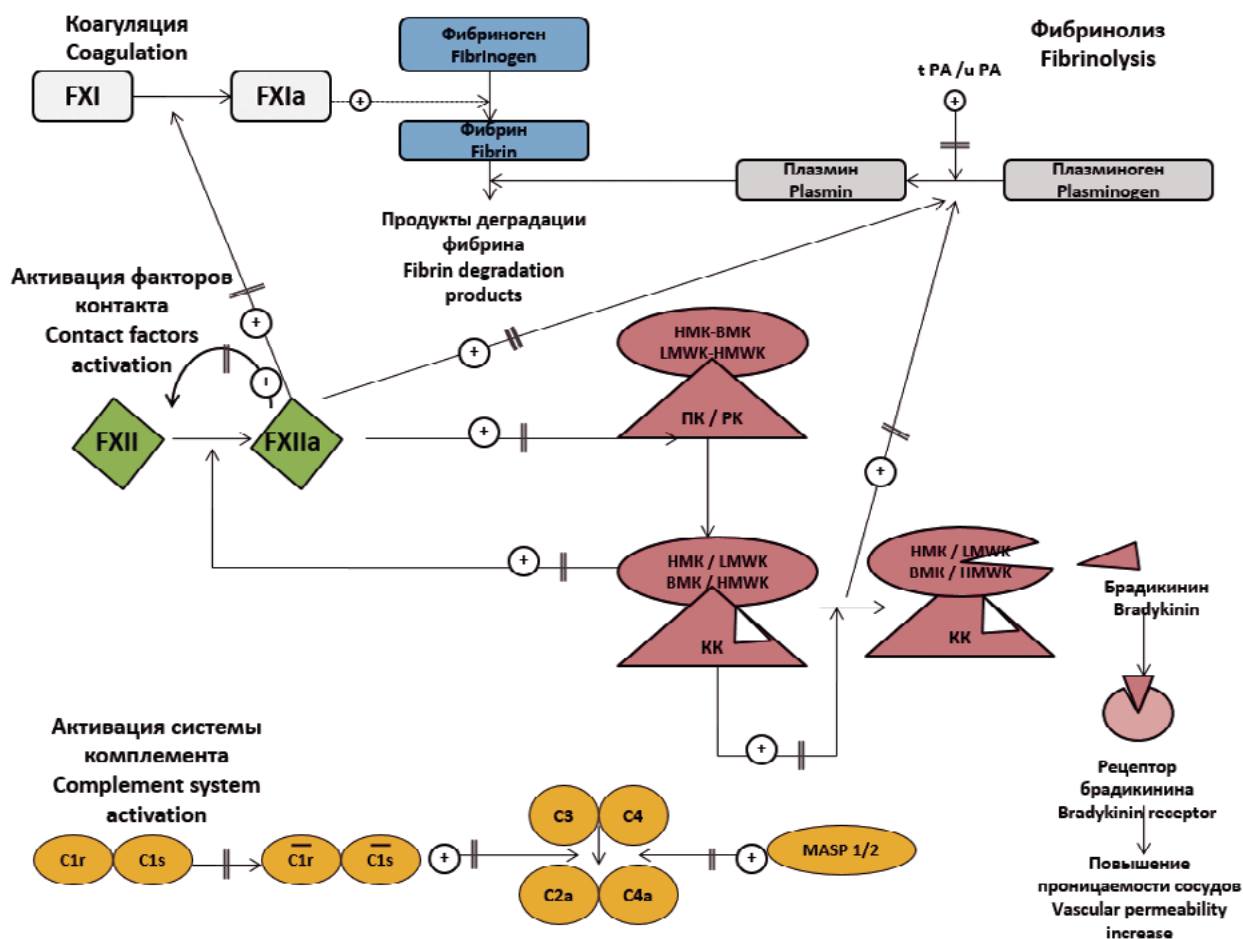 Коагуляция
Coagulation
FXI
FXIa
+
Фибриноген
Fibrinogen
Фибрин
Fibrin
Продукты деградации
фибрина
Fibrin degradation
products
Фибринолиз
Fibrinolysis
t PA /u PA
+
Плазмин
Plasmin
Плазминоген
Plasminogen
Активация факторов
контакта
Contact factors
activation
+
+
FXII
FXIIa
+
НМК-ВМК
LMWK-HMWK
ПК / PK
+
+
НМК / LMWK
ВМК / HMWK
КК
+
НМК / LMWK
ВМК / HMWK
КК
Брадикинин
Bradykinin
Рецептор
брадикинина
Bradykinin receptor
Повышение
проницаемости сосудов
Vascular permeability
increase
Активация системы
комплемента
Complement system
activation
C1r
C1s
C1r
C1s
+
C3
C4
C2a
C4a
+
MASP 1/2